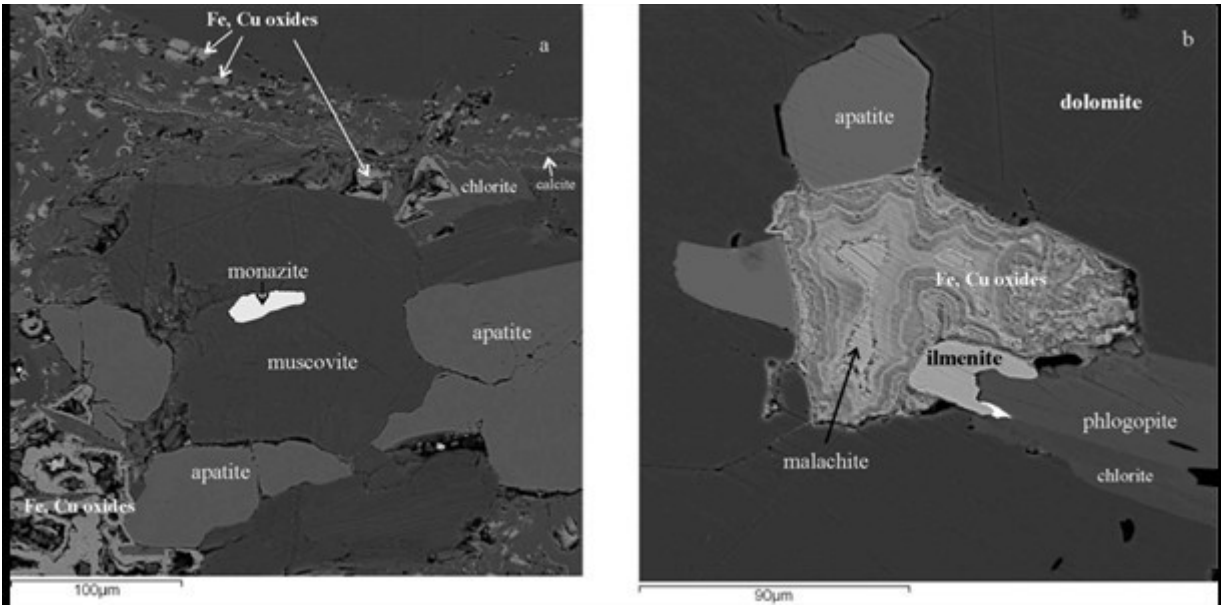 Fe, Cu oxides
a
chlorite
calcite
monazite
apatite
muscovite
apatite
Fe, Cu oxides
100µm
b
apatite
dolomite
Fe, Cu oxides
ilmenite
phlogopite
malachite
chlorite
90µm